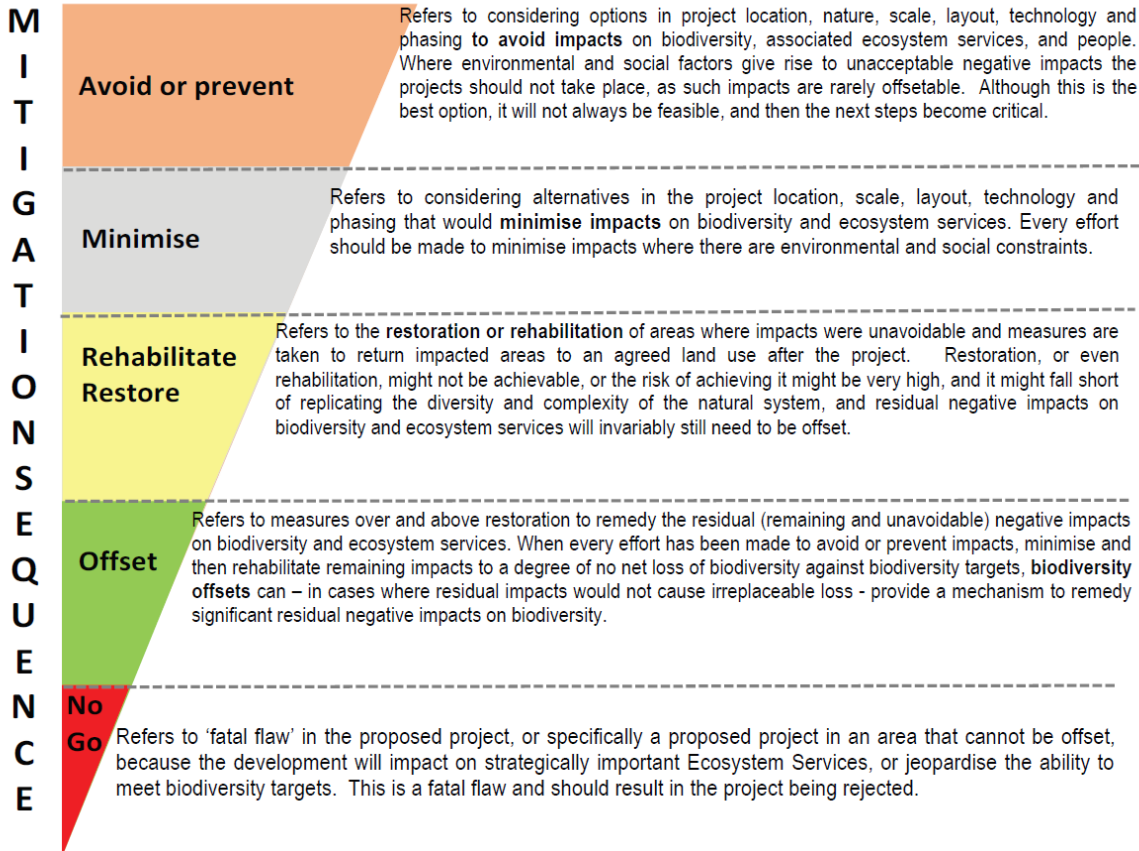 MITIGATION SEQUENCE
Avoid or prevent
Refers to considering options in project location, nature, scale, layout, technology and
phasing to avoid impacts on biodiversity, associated ecosystem services, and people.
Where environmental and social factors give rise to unacceptable negative impacts the
projects should not take place, as such impacts are rarely offsetable. Although this is the
best option, it will not always be feasible, and then the next steps become critical.
Minimise
Refers to considering alternatives in the project location, scale, layout, technology and
phasing that would minimise impacts on biodiversity and ecosystem services. Every effort
should be made to minimise impacts where there are environmental and social constraints.
Rehabilitate
Restore
Refers to the restoration or rehabilitation of areas where impacts were unavoidable and measures are
taken to return impacted areas to an agreed land use after the project. Restoration, or even
rehabilitation, might not be achievable, or the risk of achieving it might be very high, and it might fall short
of replicating the diversity and complexity of the natural system, and residual negative impacts on
biodiversity and ecosystem services will invariably still need to be offset.
Offset
Refers to measures over and above restoration to remedy the residual (remaining and unavoidable) negative impacts
on biodiversity and ecosystem services. When every effort has been made to avoid or prevent impacts, minimise and
then rehabilitate remaining impacts to a degree of no net loss of biodiversity against biodiversity targets, biodiversity
offsets can – in cases where residual impacts would not cause irreplaceable loss - provide a mechanism to remedy
significant residual negative impacts on biodiversity.
No
Go
Refers to ‘fatal flaw’ in the proposed project, or specifically a proposed project in an area that cannot be offset,
because the development will impact on strategically important Ecosystem Services, or jeopardise the ability to
meet biodiversity targets. This is a fatal flaw and should result in the project being rejected.